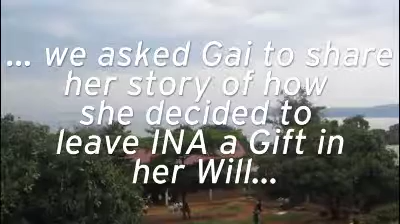 ... we asked Gai to share
her story of how
she decided to
leave INA a Gift in
her Will...